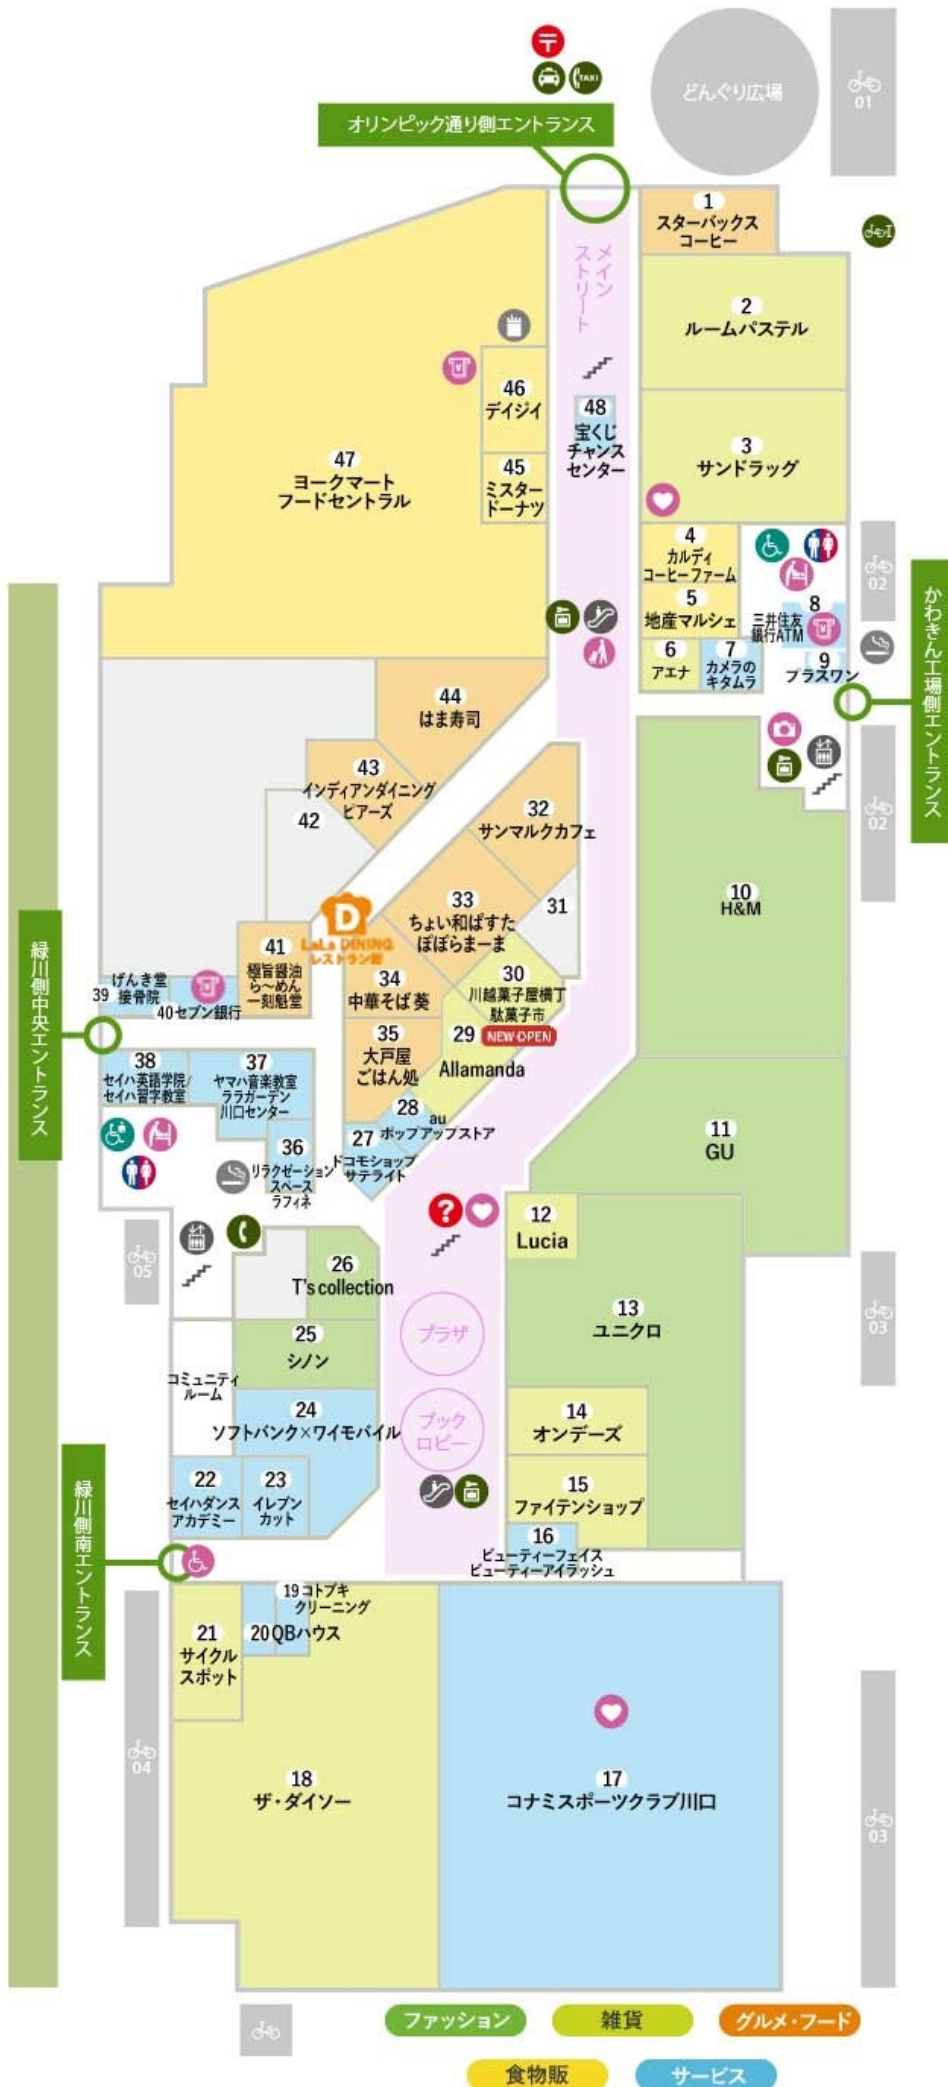 〒
TAXI
どんぐり広場
01
オリンピック通り側エントランス
メイン
ストリート
1
スターバックス
コーヒー
2
ルームパステル
46
デイジイ
48
宝くじ
チャンス
センター
3
サンドラッグ
47
ヨークマート
フードセントラル
45
ミスター
ドーナツ
4
カルディ
コーヒーファーム
5
地産マルシェ
6
アエナ
7
カメラの
キタムラ
8
三井住友
銀行ATM
9
プラスワン
02
かわきん工場側エントランス
44
はま寿司
43
インディアンダイニング
ピアーズ
42
32
サンマルクカフェ
02
10
H&M
33
ちょい和ぱすた
ぽぽらまーま
31
D
LaLa DINING
レストラン街
41
極旨醤油
ら〜めん
一刻魁堂
34
中華そば 葵
30
川越菓子屋横丁
駄菓子市
NEW OPEN
29
Allamanda
緑川側中央エントランス
39
げんき堂
接骨院
40 セブン銀行
35
大戸屋
ごはん処
38
セイハ英語学院/
セイハ習字教室
37
ヤマハ音楽教室
ララガーデン
川口センター
28
au
ポップアップストア
27
ドコモショップ
サテライト
36
リラクゼーション
スペース
ラフィネ
11
GU
?
12
Lucia
05
26
T's collection
13
ユニクロ
プラザ
03
25
シノン
コミュニティ
ルーム
24
ソフトバンク×ワイモバイル
ブック
ロビー
14
オンデーズ
15
ファイテンショップ
22
セイハダンス
アカデミー
23
イレブン
カット
16
ビューティーフェイス
ビューティーアイラッシュ
緑川側南エントランス
19 コトブキ
クリーニング
20 QBハウス
21
サイクル
スポット
04
18
ザ・ダイソー
17
コナミスポーツクラブ川口
03
ファッション
雑貨
グルメ・フード
食物販
サービス